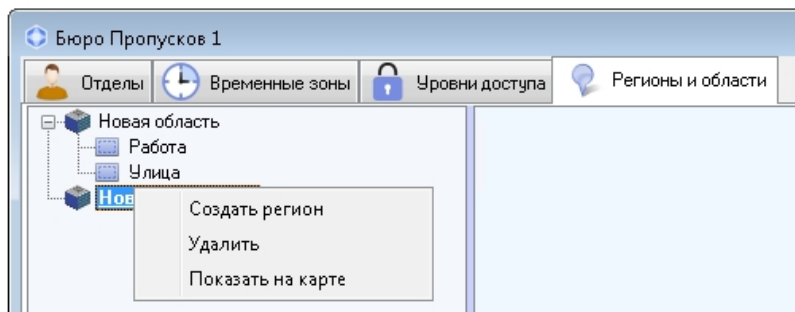 Бюро Пропусков 1
Отделы Временные зоны Уровни доступа Регионы и области
Новая область
Работа
Улица
Создать регион
Удалить
Показать на карте